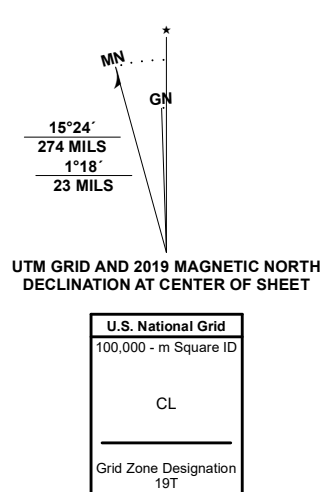 ★
MN
GN
15°24´
274 MILS
1°18´
23 MILS
UTM GRID AND 2019 MAGNETIC NORTH
DECLINATION AT CENTER OF SHEET
U.S. National Grid
100,000 - m Square ID
CL
Grid Zone Designation
19T